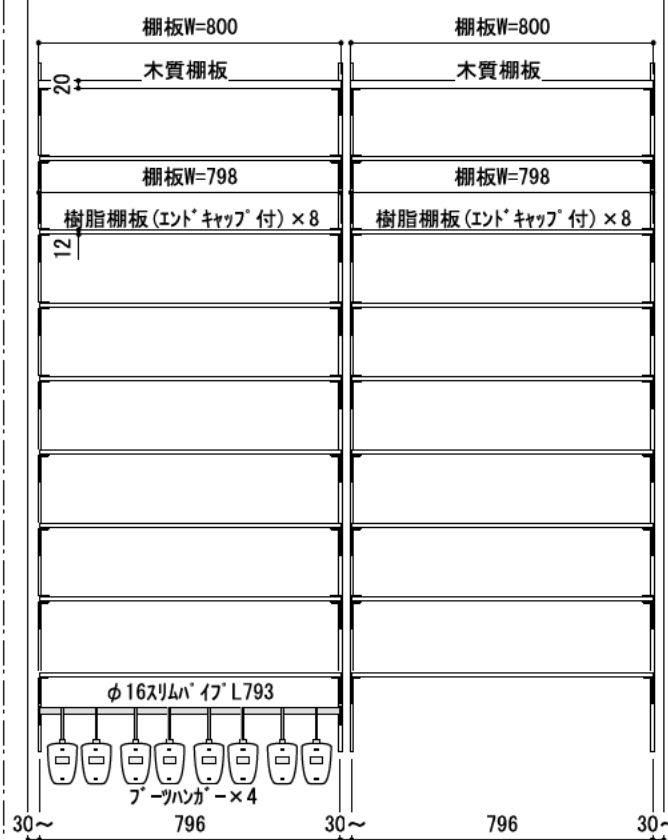 棚板W=800
棚板W=800
木質棚板
木質棚板
20
棚板W=798
棚板W=798
樹脂棚板(ｴﾝﾄﾞｷｬｯﾌﾟ付)×8
樹脂棚板(ｴﾝﾄﾞｷｬｯﾌﾟ付)×8
12
φ16ｽﾘﾑﾊﾟｲﾌﾟL793
ﾌﾞｰﾂﾊﾝｶﾞｰ×4
30～
796
30～
796
30～